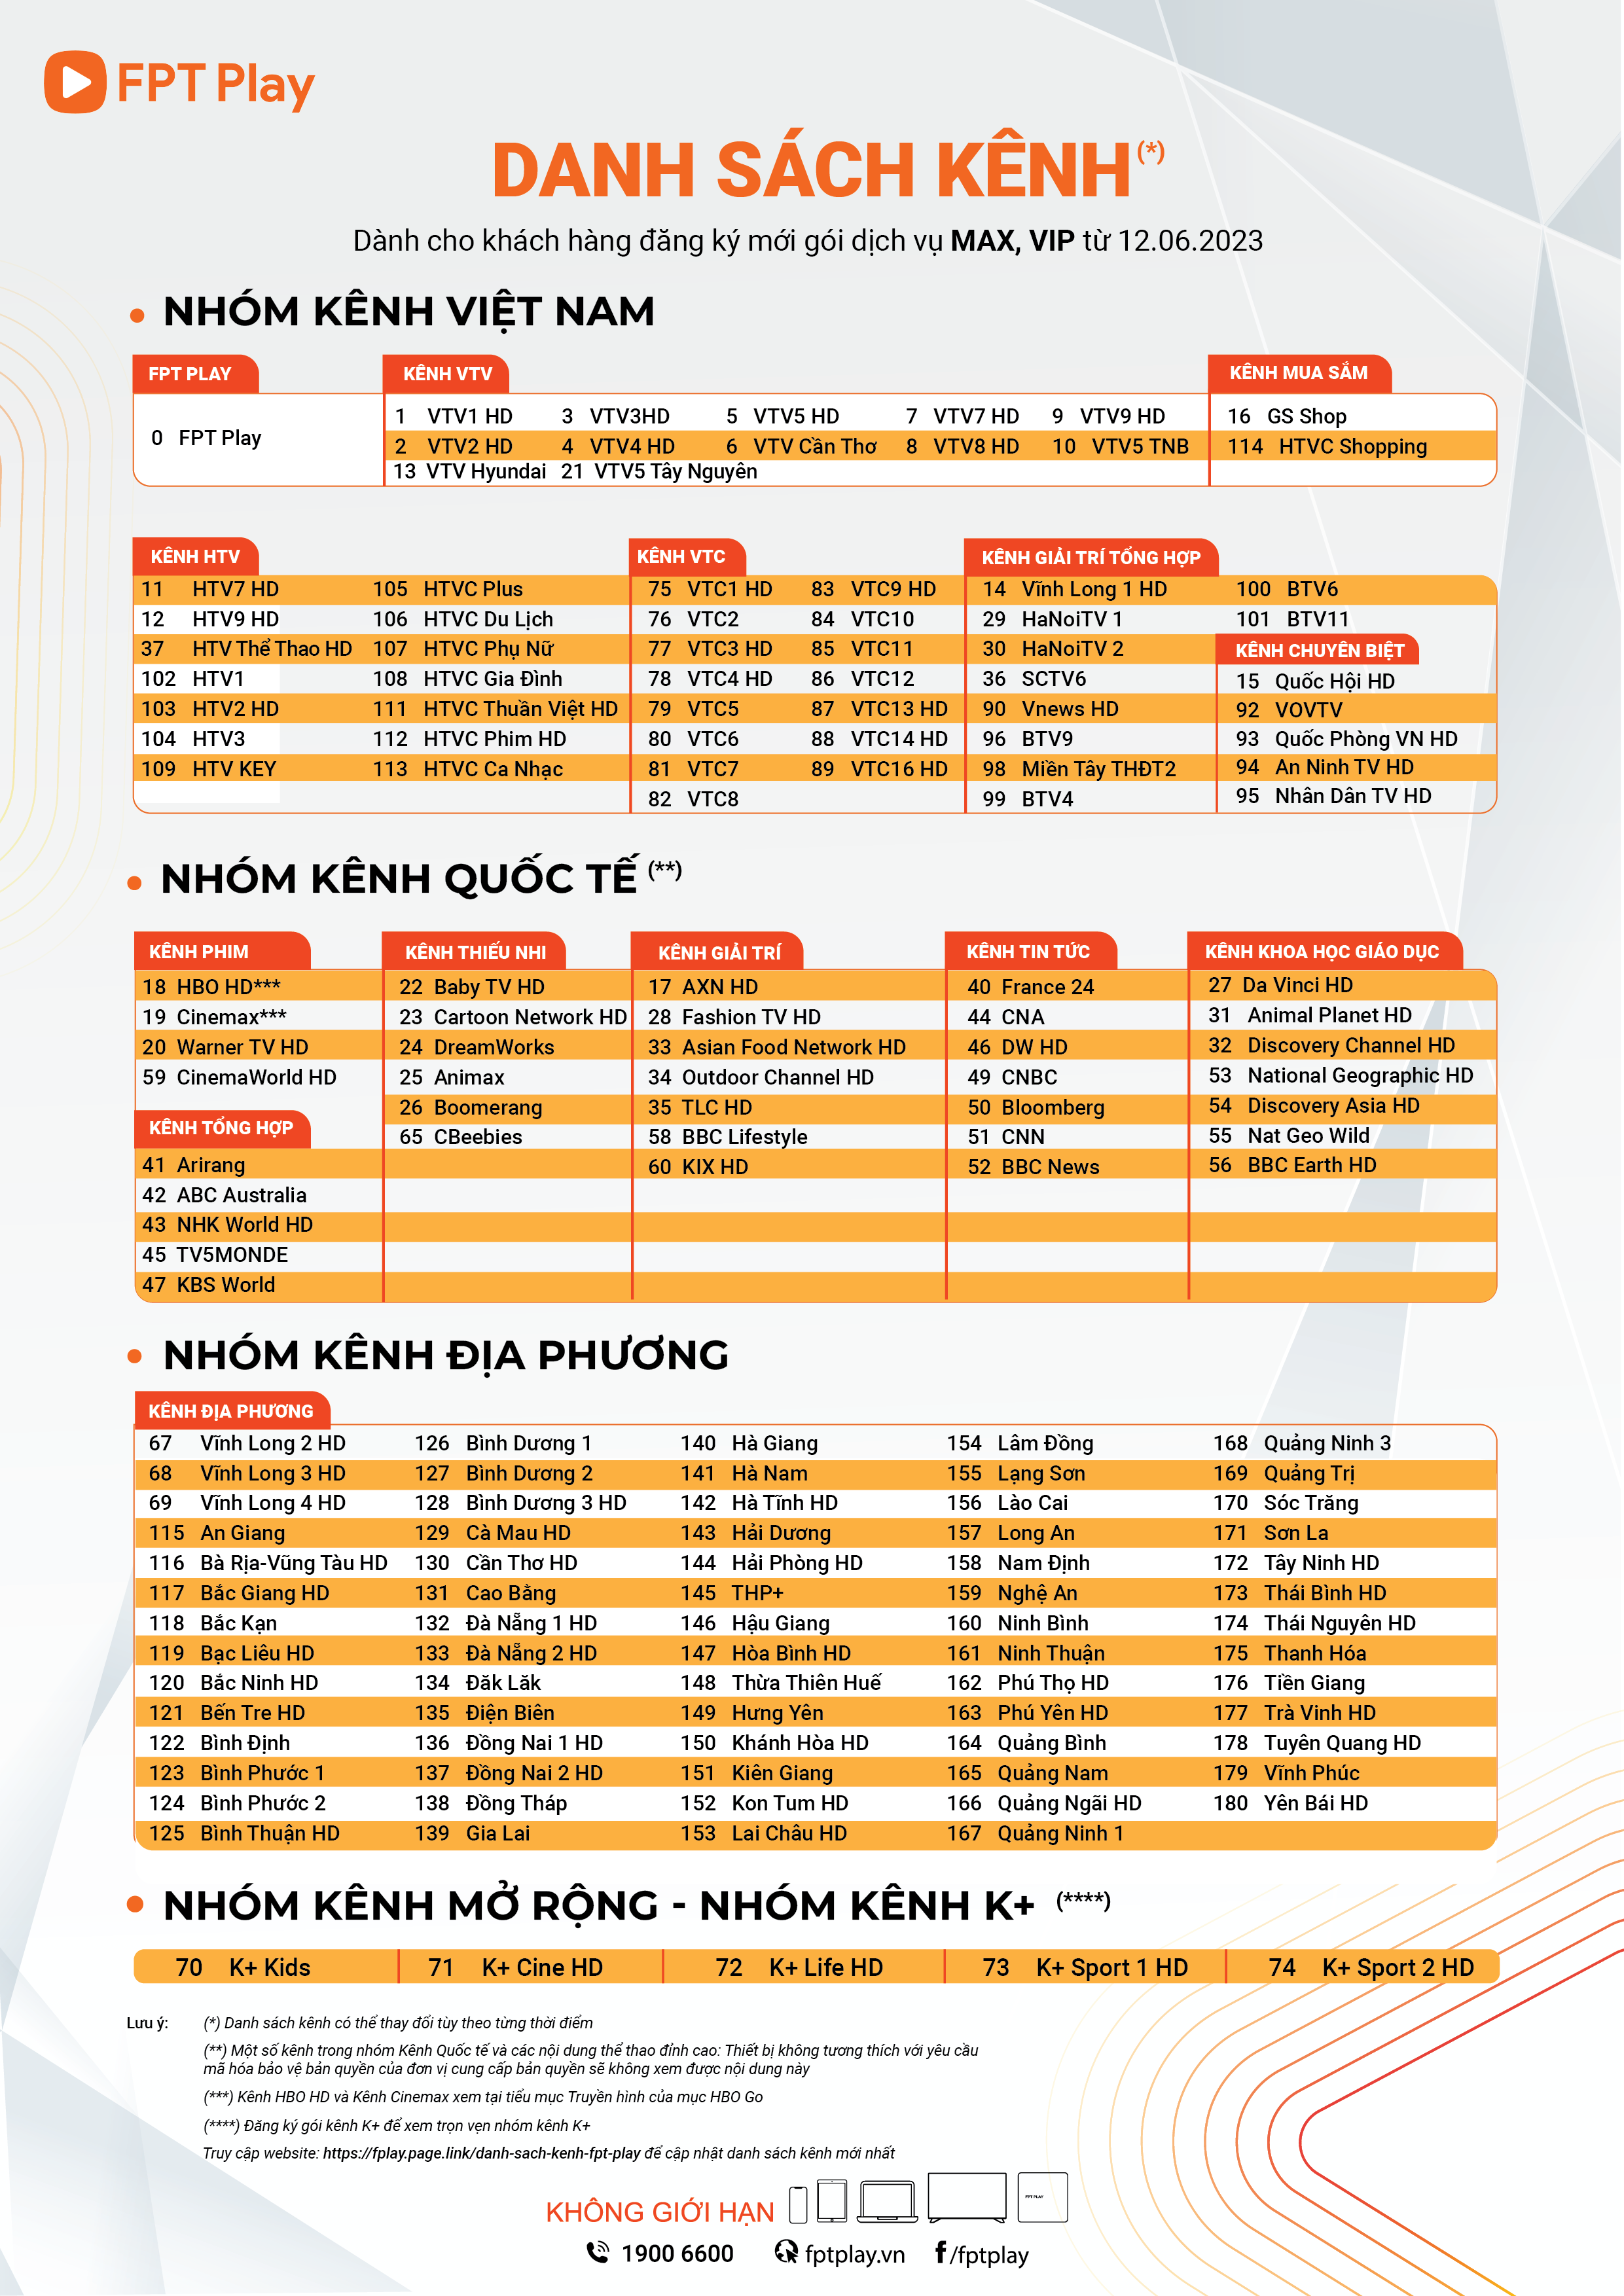 FPT Play
DANH SÁCH KÊNH(*)
Dành cho khách hàng đăng ký mới gói dịch vụ MAX, VIP từ 12.06.2023
NHÓM KÊNH VIỆT NAM
FPT PLAY
0 FPT Play
KÊNH VTV
1 VTV1 HD 3 VTV3HD 5 VTV5 HD 7 VTV7 HD 9 VTV9 HD
2 VTV2 HD 4 VTV4 HD 6 VTV Cần Thơ 8 VTV8 HD 10 VTV5 TNB
13 VTV Hyundai 21 VTV5 Tây Nguyên
KÊNH MUA SẮM
16 GS Shop
114 HTVC Shopping
KÊNH HTV
11 HTV7 HD 105 HTVC Plus
12 HTV9 HD 106 HTVC Du Lịch
37 HTV Thể Thao HD 107 HTVC Phụ Nữ
102 HTV1 108 HTVC Gia Đình
103 HTV2 HD 111 HTVC Thuần Việt HD
104 HTV3 112 HTVC Phim HD
109 HTV KEY 113 HTVC Ca Nhạc
KÊNH VTC
75 VTC1 HD 83 VTC9 HD
76 VTC2 84 VTC10
77 VTC3 HD 85 VTC11
78 VTC4 HD 86 VTC12
79 VTC5 87 VTC13 HD
80 VTC6 88 VTC14 HD
81 VTC7 89 VTC16 HD
82 VTC8
KÊNH GIẢI TRÍ TỔNG HỢP
14 Vĩnh Long 1 HD 100 BTV6
29 HaNoiTV 1 101 BTV11
30 HaNoiTV 2
36 SCTV6
90 Vnews HD
96 BTV9
98 Miền Tây THĐT2
99 BTV4
KÊNH CHUYÊN BIỆT
15 Quốc Hội HD
92 VOVTV
93 Quốc Phòng VN HD
94 An Ninh TV HD
95 Nhân Dân TV HD
NHÓM KÊNH QUỐC TẾ (**)
KÊNH PHIM
18 HBO HD***
19 Cinemax***
20 Warner TV HD
59 CinemaWorld HD
KÊNH TỔNG HỢP
41 Arirang
42 ABC Australia
43 NHK World HD
45 TV5MONDE
47 KBS World
KÊNH THIẾU NHI
22 Baby TV HD
23 Cartoon Network HD
24 DreamWorks
25 Animax
26 Boomerang
65 CBeebies
KÊNH GIẢI TRÍ
17 AXN HD
28 Fashion TV HD
33 Asian Food Network HD
34 Outdoor Channel HD
35 TLC HD
58 BBC Lifestyle
60 KIX HD
KÊNH TIN TỨC
40 France 24
44 CNA
46 DW HD
49 CNBC
50 Bloomberg
51 CNN
52 BBC News
KÊNH KHOA HỌC GIÁO DỤC
27 Da Vinci HD
31 Animal Planet HD
32 Discovery Channel HD
53 National Geographic HD
54 Discovery Asia HD
55 Nat Geo Wild
56 BBC Earth HD
NHÓM KÊNH ĐỊA PHƯƠNG
KÊNH ĐỊA PHƯƠNG
67 Vĩnh Long 2 HD 126 Bình Dương 1 140 Hà Giang 154 Lâm Đồng 168 Quảng Ninh 3
68 Vĩnh Long 3 HD 127 Bình Dương 2 141 Hà Nam 155 Lạng Sơn 169 Quảng Trị
69 Vĩnh Long 4 HD 128 Bình Dương 3 HD 142 Hà Tĩnh HD 156 Lào Cai 170 Sóc Trăng
115 An Giang 129 Cà Mau HD 143 Hải Dương 157 Long An 171 Sơn La
116 Bà Rịa-Vũng Tàu HD 130 Cần Thơ HD 144 Hải Phòng HD 158 Nam Định 172 Tây Ninh HD
117 Bắc Giang HD 131 Cao Bằng 145 THP+ 159 Nghệ An 173 Thái Bình HD
118 Bắc Kạn 132 Đà Nẵng 1 HD 146 Hậu Giang 160 Ninh Bình 174 Thái Nguyên HD
119 Bạc Liêu HD 133 Đà Nẵng 2 HD 147 Hòa Bình HD 161 Ninh Thuận 175 Thanh Hóa
120 Bắc Ninh HD 134 Đăk Lăk 148 Thừa Thiên Huế 162 Phú Thọ HD 176 Tiền Giang
121 Bến Tre HD 135 Điện Biên 149 Hưng Yên 163 Phú Yên HD 177 Trà Vinh HD
122 Bình Định 136 Đồng Nai 1 HD 150 Khánh Hòa HD 164 Quảng Bình 178 Tuyên Quang HD
123 Bình Phước 1 137 Đồng Nai 2 HD 151 Kiên Giang 165 Quảng Nam 179 Vĩnh Phúc
124 Bình Phước 2 138 Đồng Tháp 152 Kon Tum HD 166 Quảng Ngãi HD 180 Yên Bái HD
125 Bình Thuận HD 139 Gia Lai 153 Lai Châu HD 167 Quảng Ninh 1
NHÓM KÊNH MỞ RỘNG - NHÓM KÊNH K+ (****)
70 K+ Kids 71 K+ Cine HD 72 K+ Life HD 73 K+ Sport 1 HD 74 K+ Sport 2 HD
Lưu ý: (*) Danh sách kênh có thể thay đổi tùy theo từng thời điểm
(**) Một số kênh trong nhóm Kênh Quốc tế và các nội dung thể thao đỉnh cao: Thiết bị không tương thích với yêu cầu
mã hóa bảo vệ bản quyền của đơn vị cung cấp bản quyền sẽ không xem được nội dung này
(***) Kênh HBO HD và Kênh Cinemax xem tại tiểu mục Truyền hình của mục HBO Go
(****) Đăng ký gói kênh K+ để xem trọn vẹn nhóm kênh K+
Truy cập website: https://fplay.page.link/danh-sach-kenh-fpt-play để cập nhật danh sách kênh mới nhất
KHÔNG GIỚI HẠN
FPT PLAY
1900 6600 fptplay.vn f/fptplay